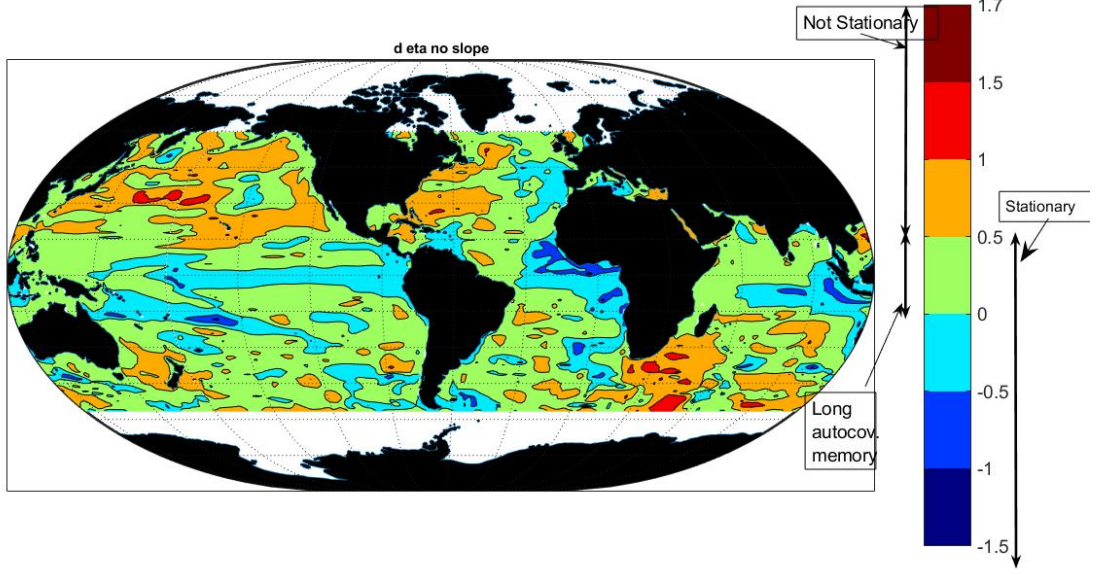 d eta no slope
Not Stationary
Stationary
Long
autocov.
memory
1.7
1.5
1
0.5
0
-0.5
-1
-1.5